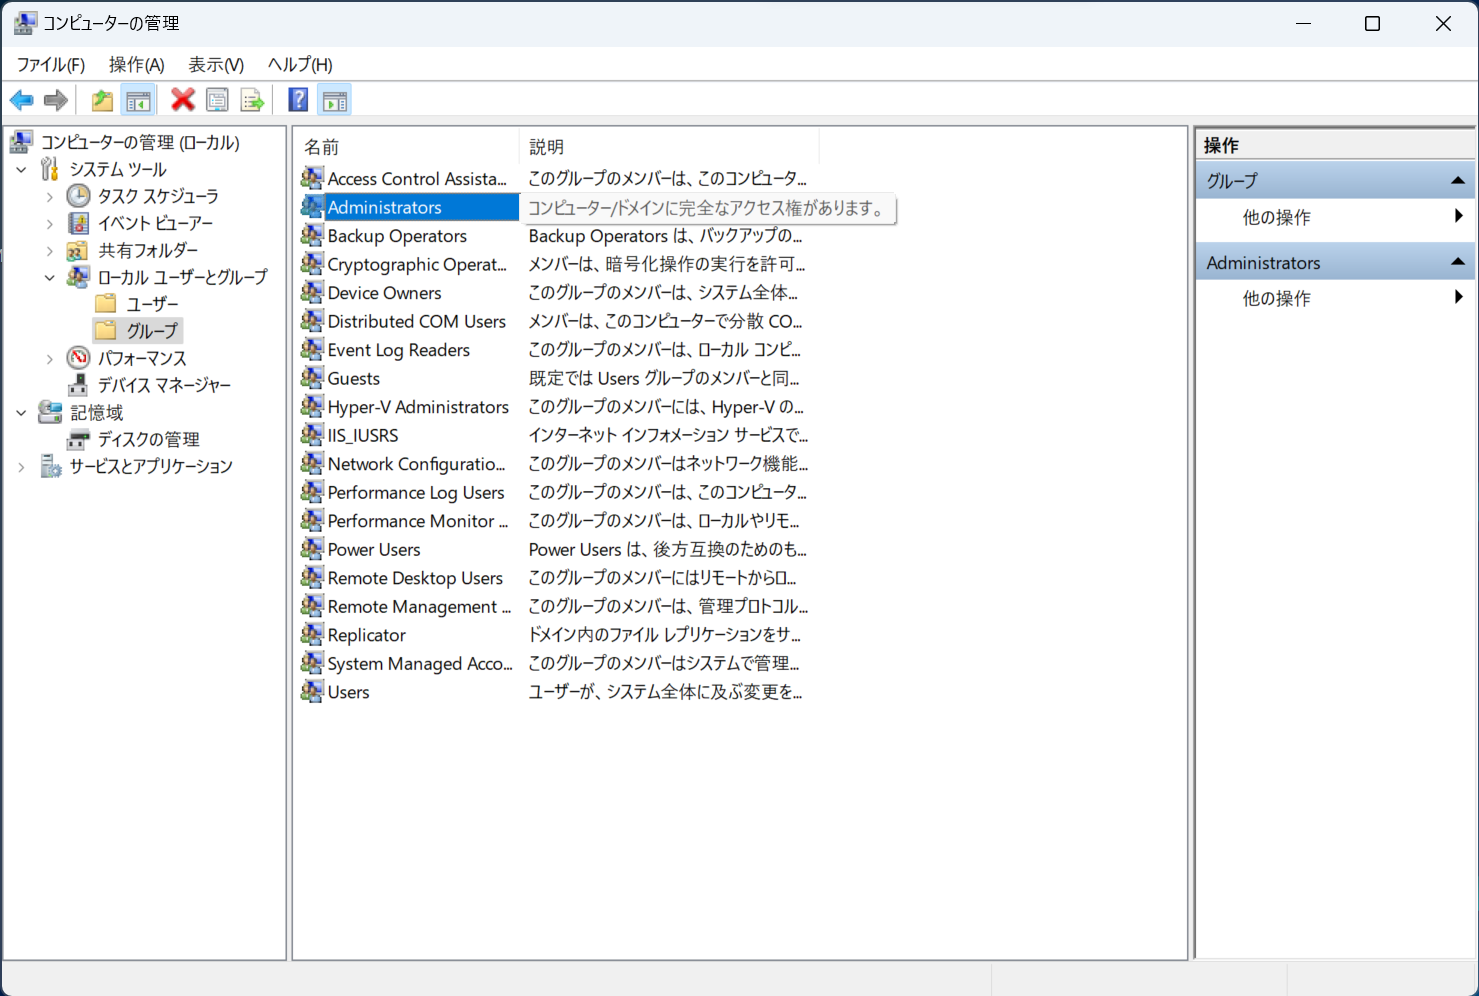 コンピューターの管理
ファイル(F) 操作(A) 表示(V) ヘルプ(H)
コンピューターの管理 (ローカル)
システム ツール
タスク スケジューラ
イベント ビューアー
共有フォルダー
ローカル ユーザーとグループ
ユーザー
グループ
パフォーマンス
デバイス マネージャー
記憶域
ディスクの管理
サービスとアプリケーション
名前 説明
Access Control Assista... このグループのメンバーは、このコンピュータ...
Administrators コンピューター/ドメインに完全なアクセス権があります。
Backup Operators Backup Operators は、バックアップの...
Cryptographic Operat... メンバーは、暗号化操作の実行を許可...
Device Owners このグループのメンバーは、システム全体...
Distributed COM Users メンバーは、このコンピューターで分散 CO...
Event Log Readers このグループのメンバーは、ローカル コンピ...
Guests 既定では Users グループのメンバーと同...
Hyper-V Administrators このグループのメンバーには、Hyper-V の...
IIS_IUSRS インターネット インフォメーション サービスで...
Network Configuratio... このグループのメンバーはネットワーク機能...
Performance Log Users このグループのメンバーは、このコンピュータ...
Performance Monitor ... このグループのメンバーは、ローカルやリモ...
Power Users Power Users は、後方互換のためのも...
Remote Desktop Users このグループのメンバーにはリモートからロ...
Remote Management ... このグループのメンバーは、管理プロトコル...
Replicator ドメイン内のファイル レプリケーションをサ...
System Managed Acco... このグループのメンバーはシステムで管理...
Users ユーザーが、システム全体に及ぶ変更を...
操作
グループ
他の操作
Administrators
他の操作